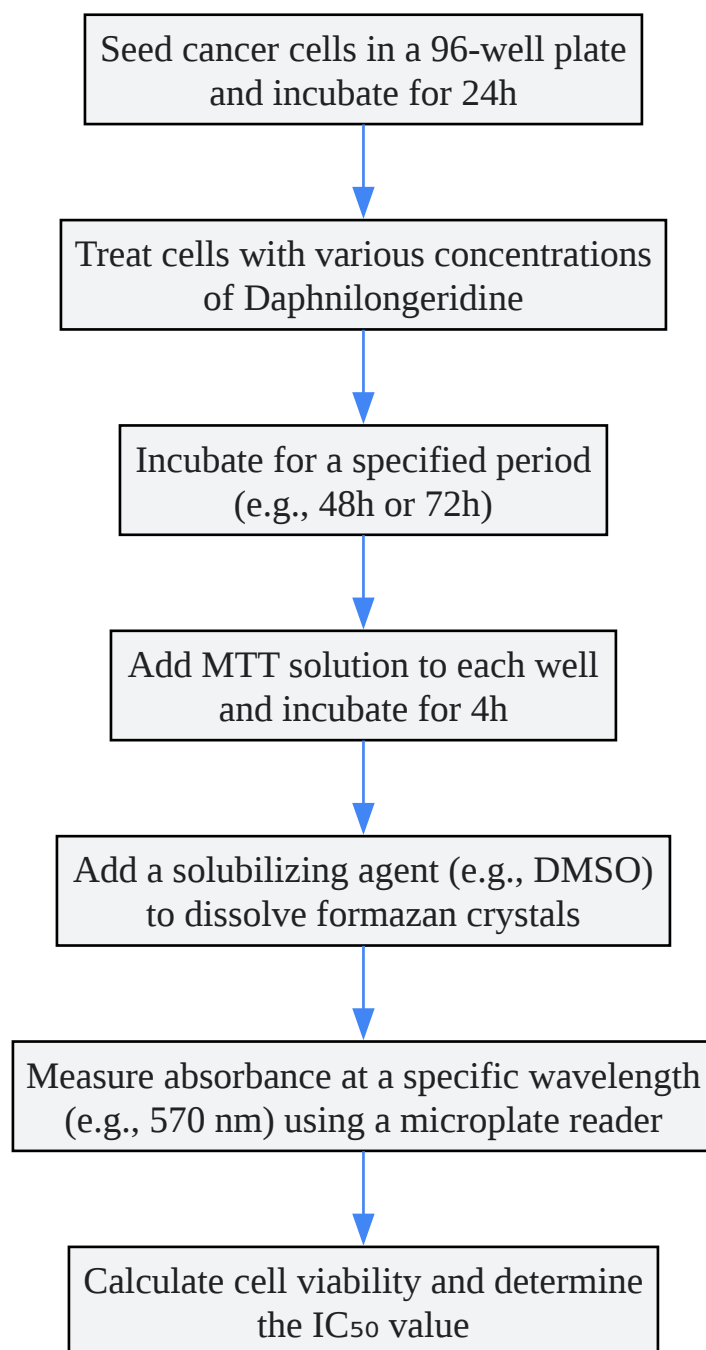 Seed cancer cells in a 96-well plate
and incubate for 24h
Treat cells with various concentrations
of Daphnilongeridine
Incubate for a specified period
(e.g., 48h or 72h)
Add MTT solution to each well
and incubate for 4h
Add a solubilizing agent (e.g., DMSO)
to dissolve formazan crystals
Measure absorbance at a specific wavelength
(e.g., 570 nm) using a microplate reader
Calculate cell viability and determine
the IC₅₀ value